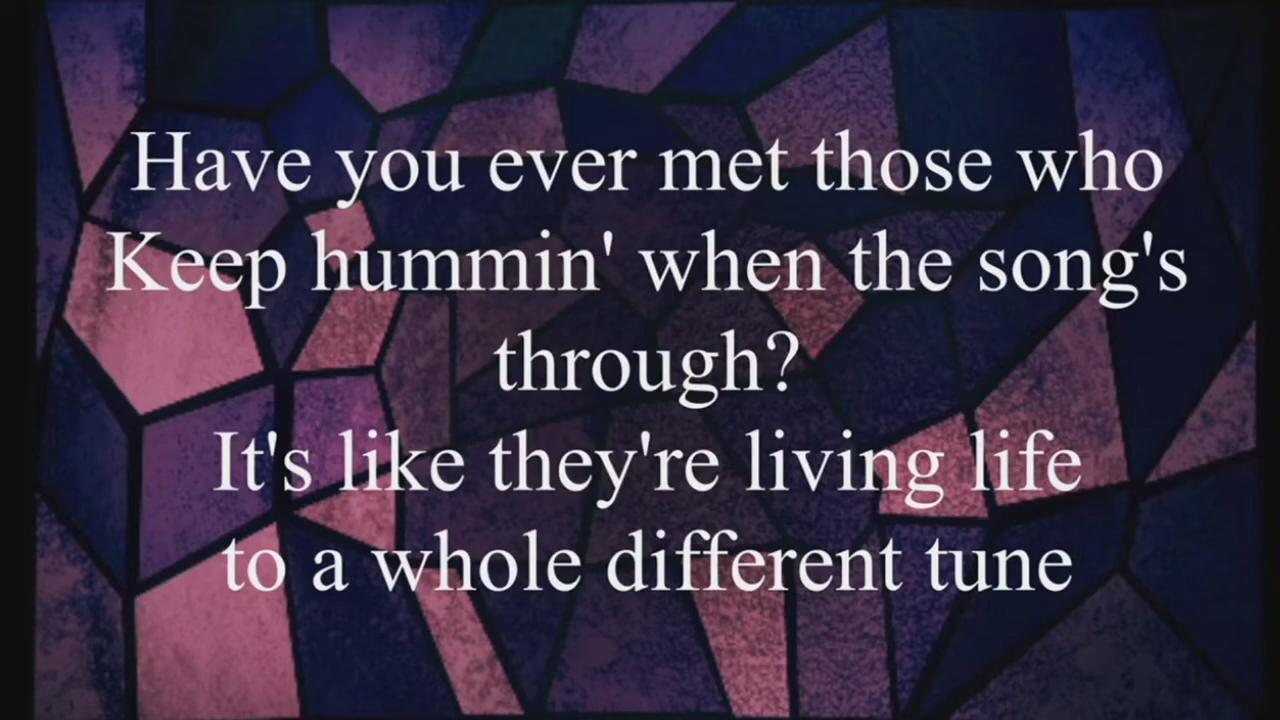 Have you ever met those who
Keep hummin' when the song's
through?
It's like they're living life
to a whole different tune